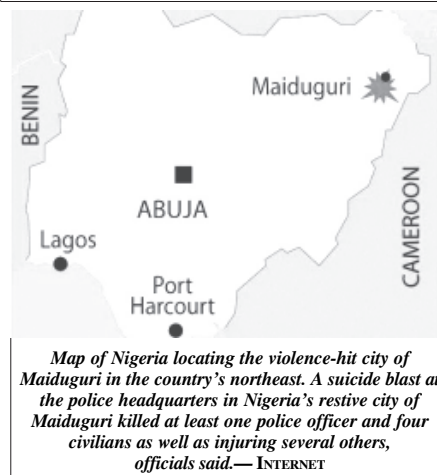 Maiduguri
BENIN
ABUJA
CAMEROON
Lagos
Port
Harcourt
Map of Nigeria locating the violence-hit city of
Maiduguri in the country's northeast. A suicide blast at
the police headquarters in Nigeria's restive city of
Maiduguri killed at least one police officer and four
civilians as well as injuring several others,
officials said.— INTERNET